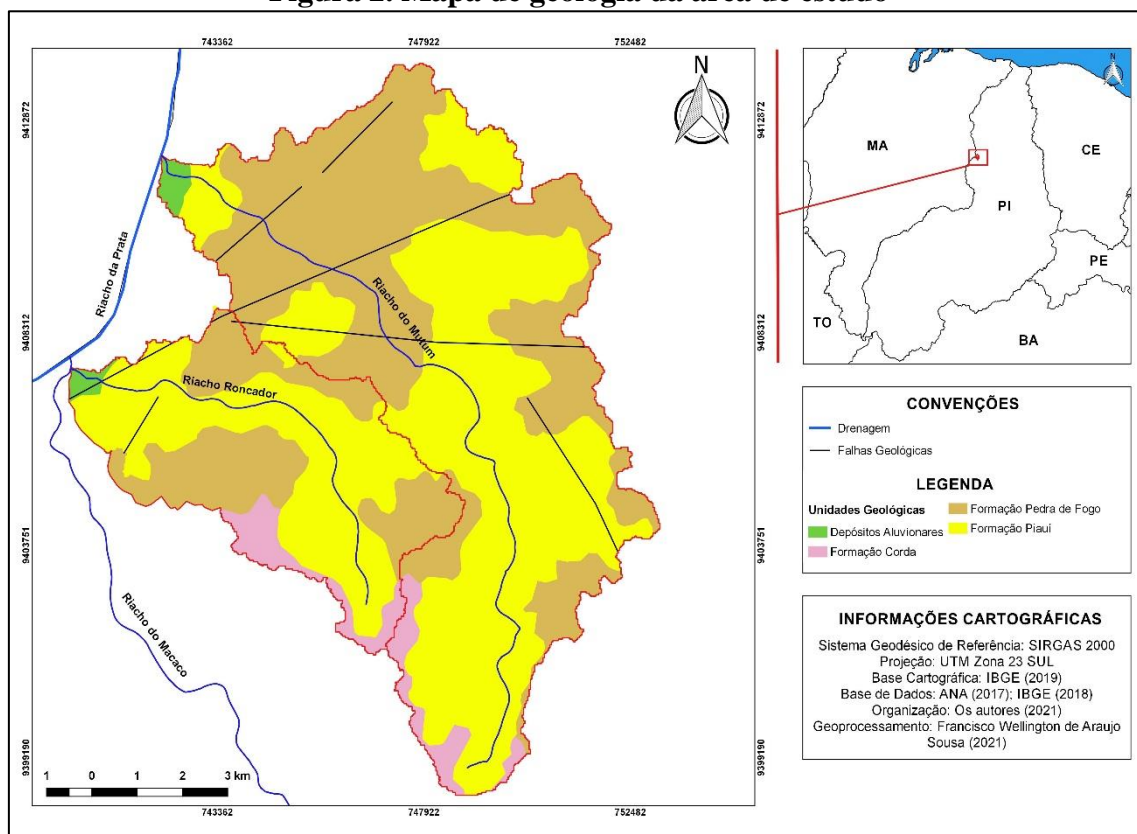 Figura 2: Mapa de geologia da área de estudo
743362
747922
752482
9412872
9412872
N
Riacho da Prata
Riacho do Mutum
9408312
9408312
Riacho Roncador
9403751
9403751
Riacho do Macaco
9399190
9399190
1 0 1 2 3 km
743362
747922
752482
N
MA
CE
PI
PE
TO
BA
CONVENÇÕES
Drenagem
Falhas Geológicas
LEGENDA
Unidades Geológicas
Depósitos Aluvionares
Formação Corda
Formação Pedra de Fogo
Formação Piauí
INFORMAÇÕES CARTOGRÁFICAS
Sistema Geodésico de Referência: SIRGAS 2000
Projeção: UTM Zona 23 SUL
Base Cartográfica: IBGE (2019)
Base de Dados: ANA (2017); IBGE (2018)
Organização: Os autores (2021)
Geoprocessamento: Francisco Wellington de Araujo
Sousa (2021)